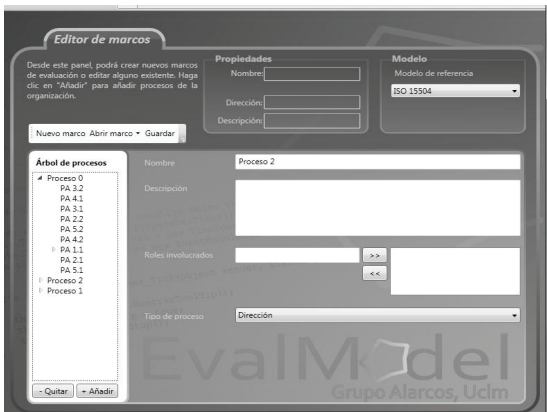 Editor de marcos
Desde este panel, podrá crear nuevos marcos
de evaluación o editar alguno existente. Haga
clic en "Añadir" para añadir procesos de la
organización.
Propiedades
Nombre:
Dirección:
Descripción:
Modelo
Modelo de referencia
ISO 15504
Nuevo marco Abrir marco Guardar
Árbol de procesos
Proceso 0
PA 3.2
PA 4.1
PA 3.1
PA 2.2
PA 5.2
PA 4.2
PA 1.1
PA 2.1
PA 5.1
Proceso 2
Proceso 1
- Quitar + Añadir
Nombre Proceso 2
Descripción
Roles involucrados >>
<<
Tipo de proceso Dirección
EvalModel
Grupo Alarcos, Uclm